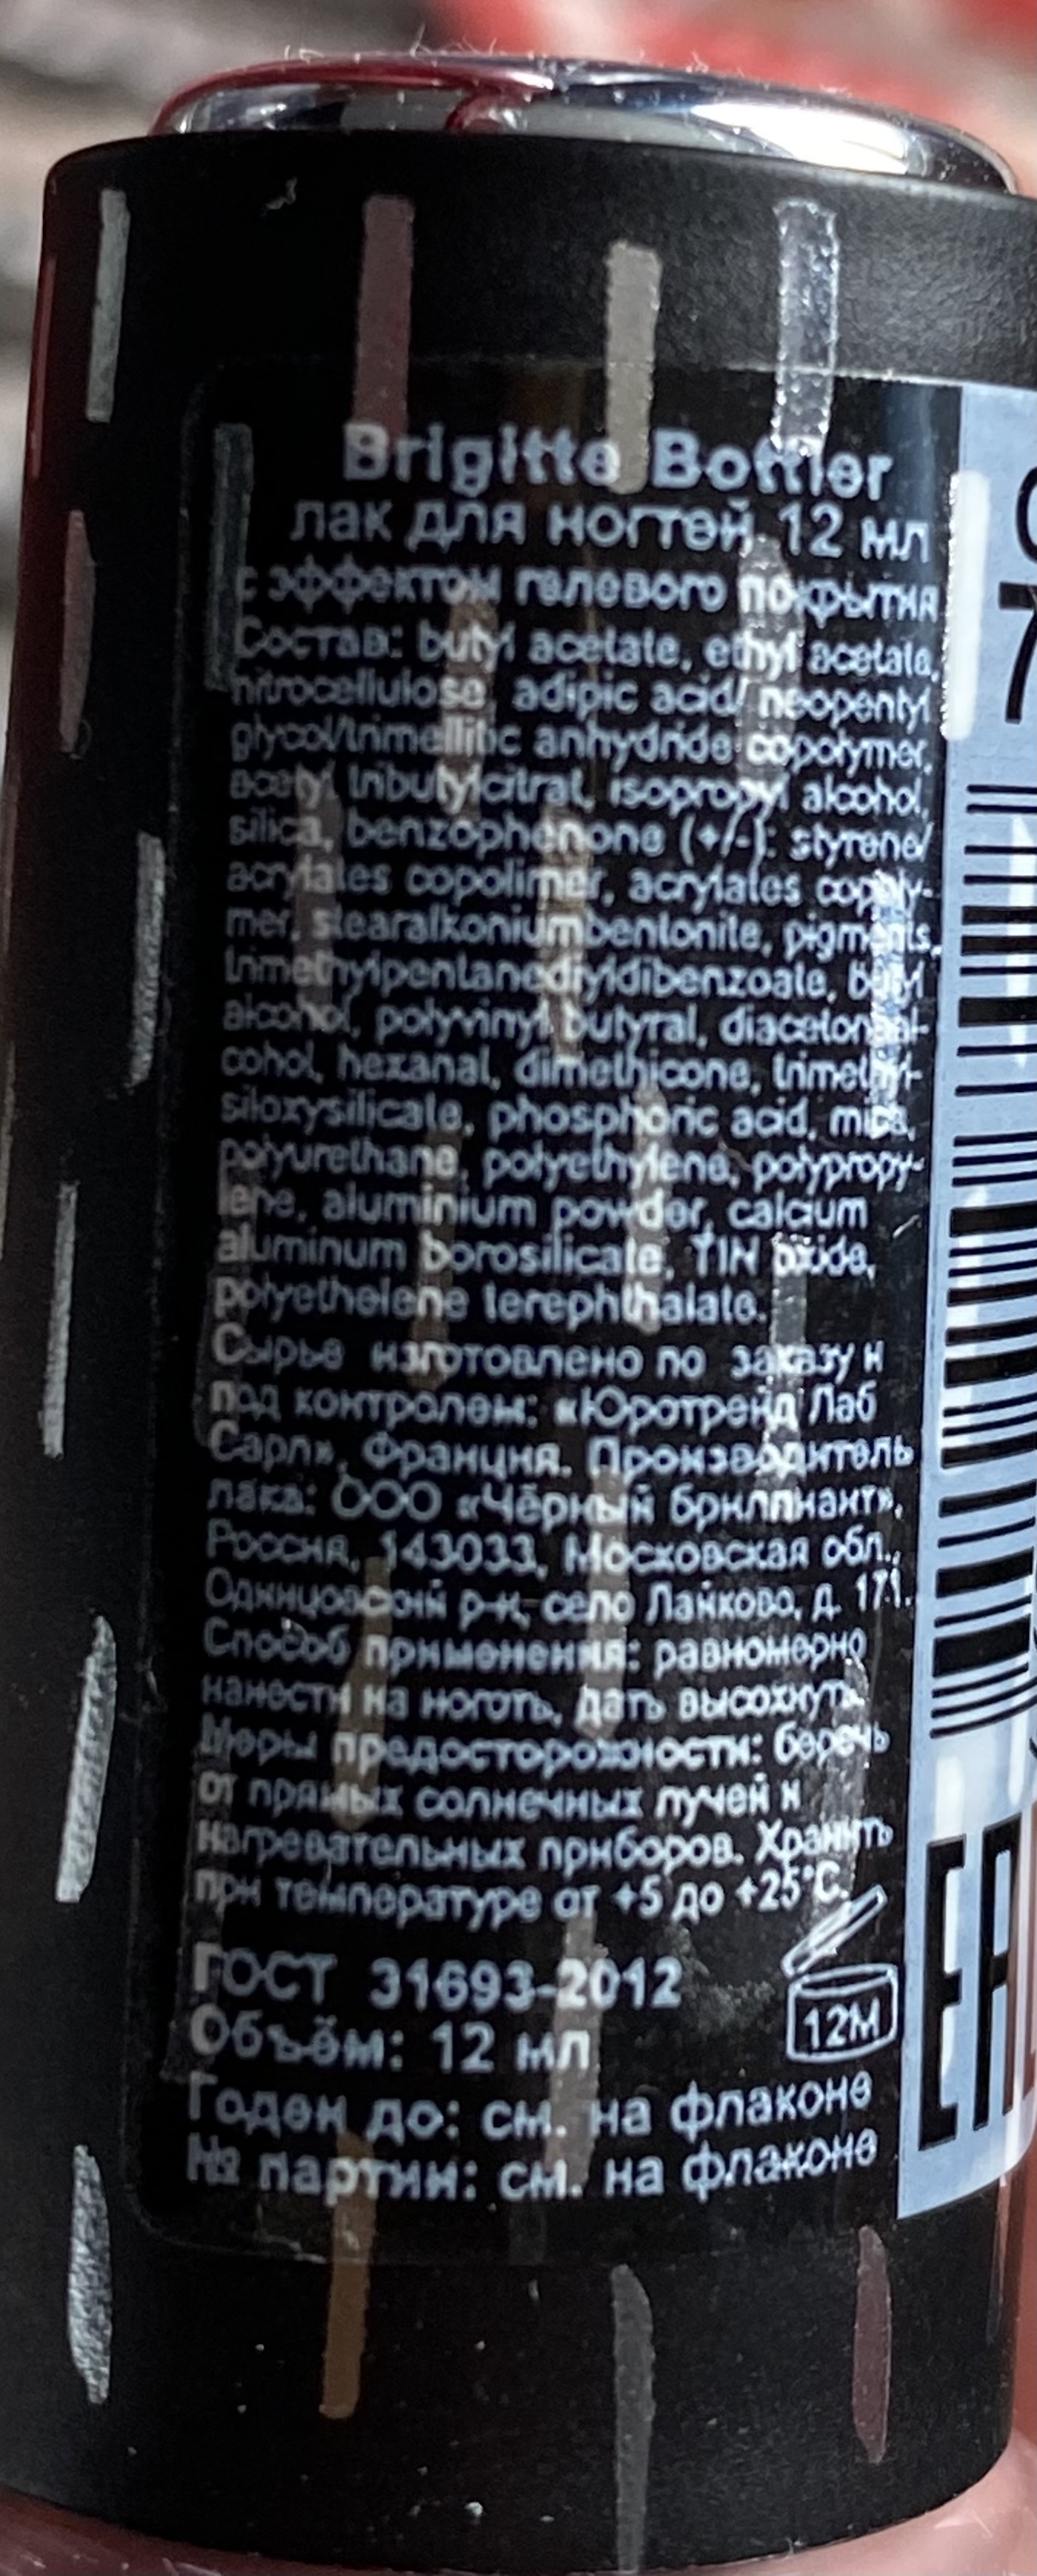 Brigitte Bottier
лак для ногтей 12 мл
с эффектом гелевого покрытия
Состав: butyl acetate, ethyl acetate,
nitrocellulose, adipic acid/ neopentyl
glycol/trimellitic anhydride copolymer,
acetyl tributylcitrat, isopropyl alcohol,
silica, benzophenone (+/-): styrene/
acrylales copolimer, acrylates copoly-
mer, stearalkoniumbentonite, pigments,
trimethylpentanediyldibenzoate, butyl
alcohol, polyvinyl butyral, diacetoneal-
cohol, hexanal, dimethicone, trimethyl-
siloxysilicate, phosphoric acid, mica,
polyurethane, polyethylene, polypropy-
lene, aluminium powder, calcium
aluminum borosilicate, TIN oxide,
polyethelene terephthalate.
Сырье изготовлено по заказу и
под контролем: «Юротренд Лаб
Сарл», Франция. Производитель
лака: ООО «Чёрный бриллиант»,
Россия, 143033, Московская обл.,
Одинцовский р-н, село Лайково, д. 171.
Способ применения: равномерно
нанести на ноготь, дать высохнуть.
Меры предосторожности: беречь
от прямых солнечных лучей и
нагревательных приборов. Хранить
при температуре от +5 до +25°C.
ГОСТ 31693-2012
12M
Объём: 12 мл
Годен до: см. на флаконе
№ партии: см. на флаконе
7